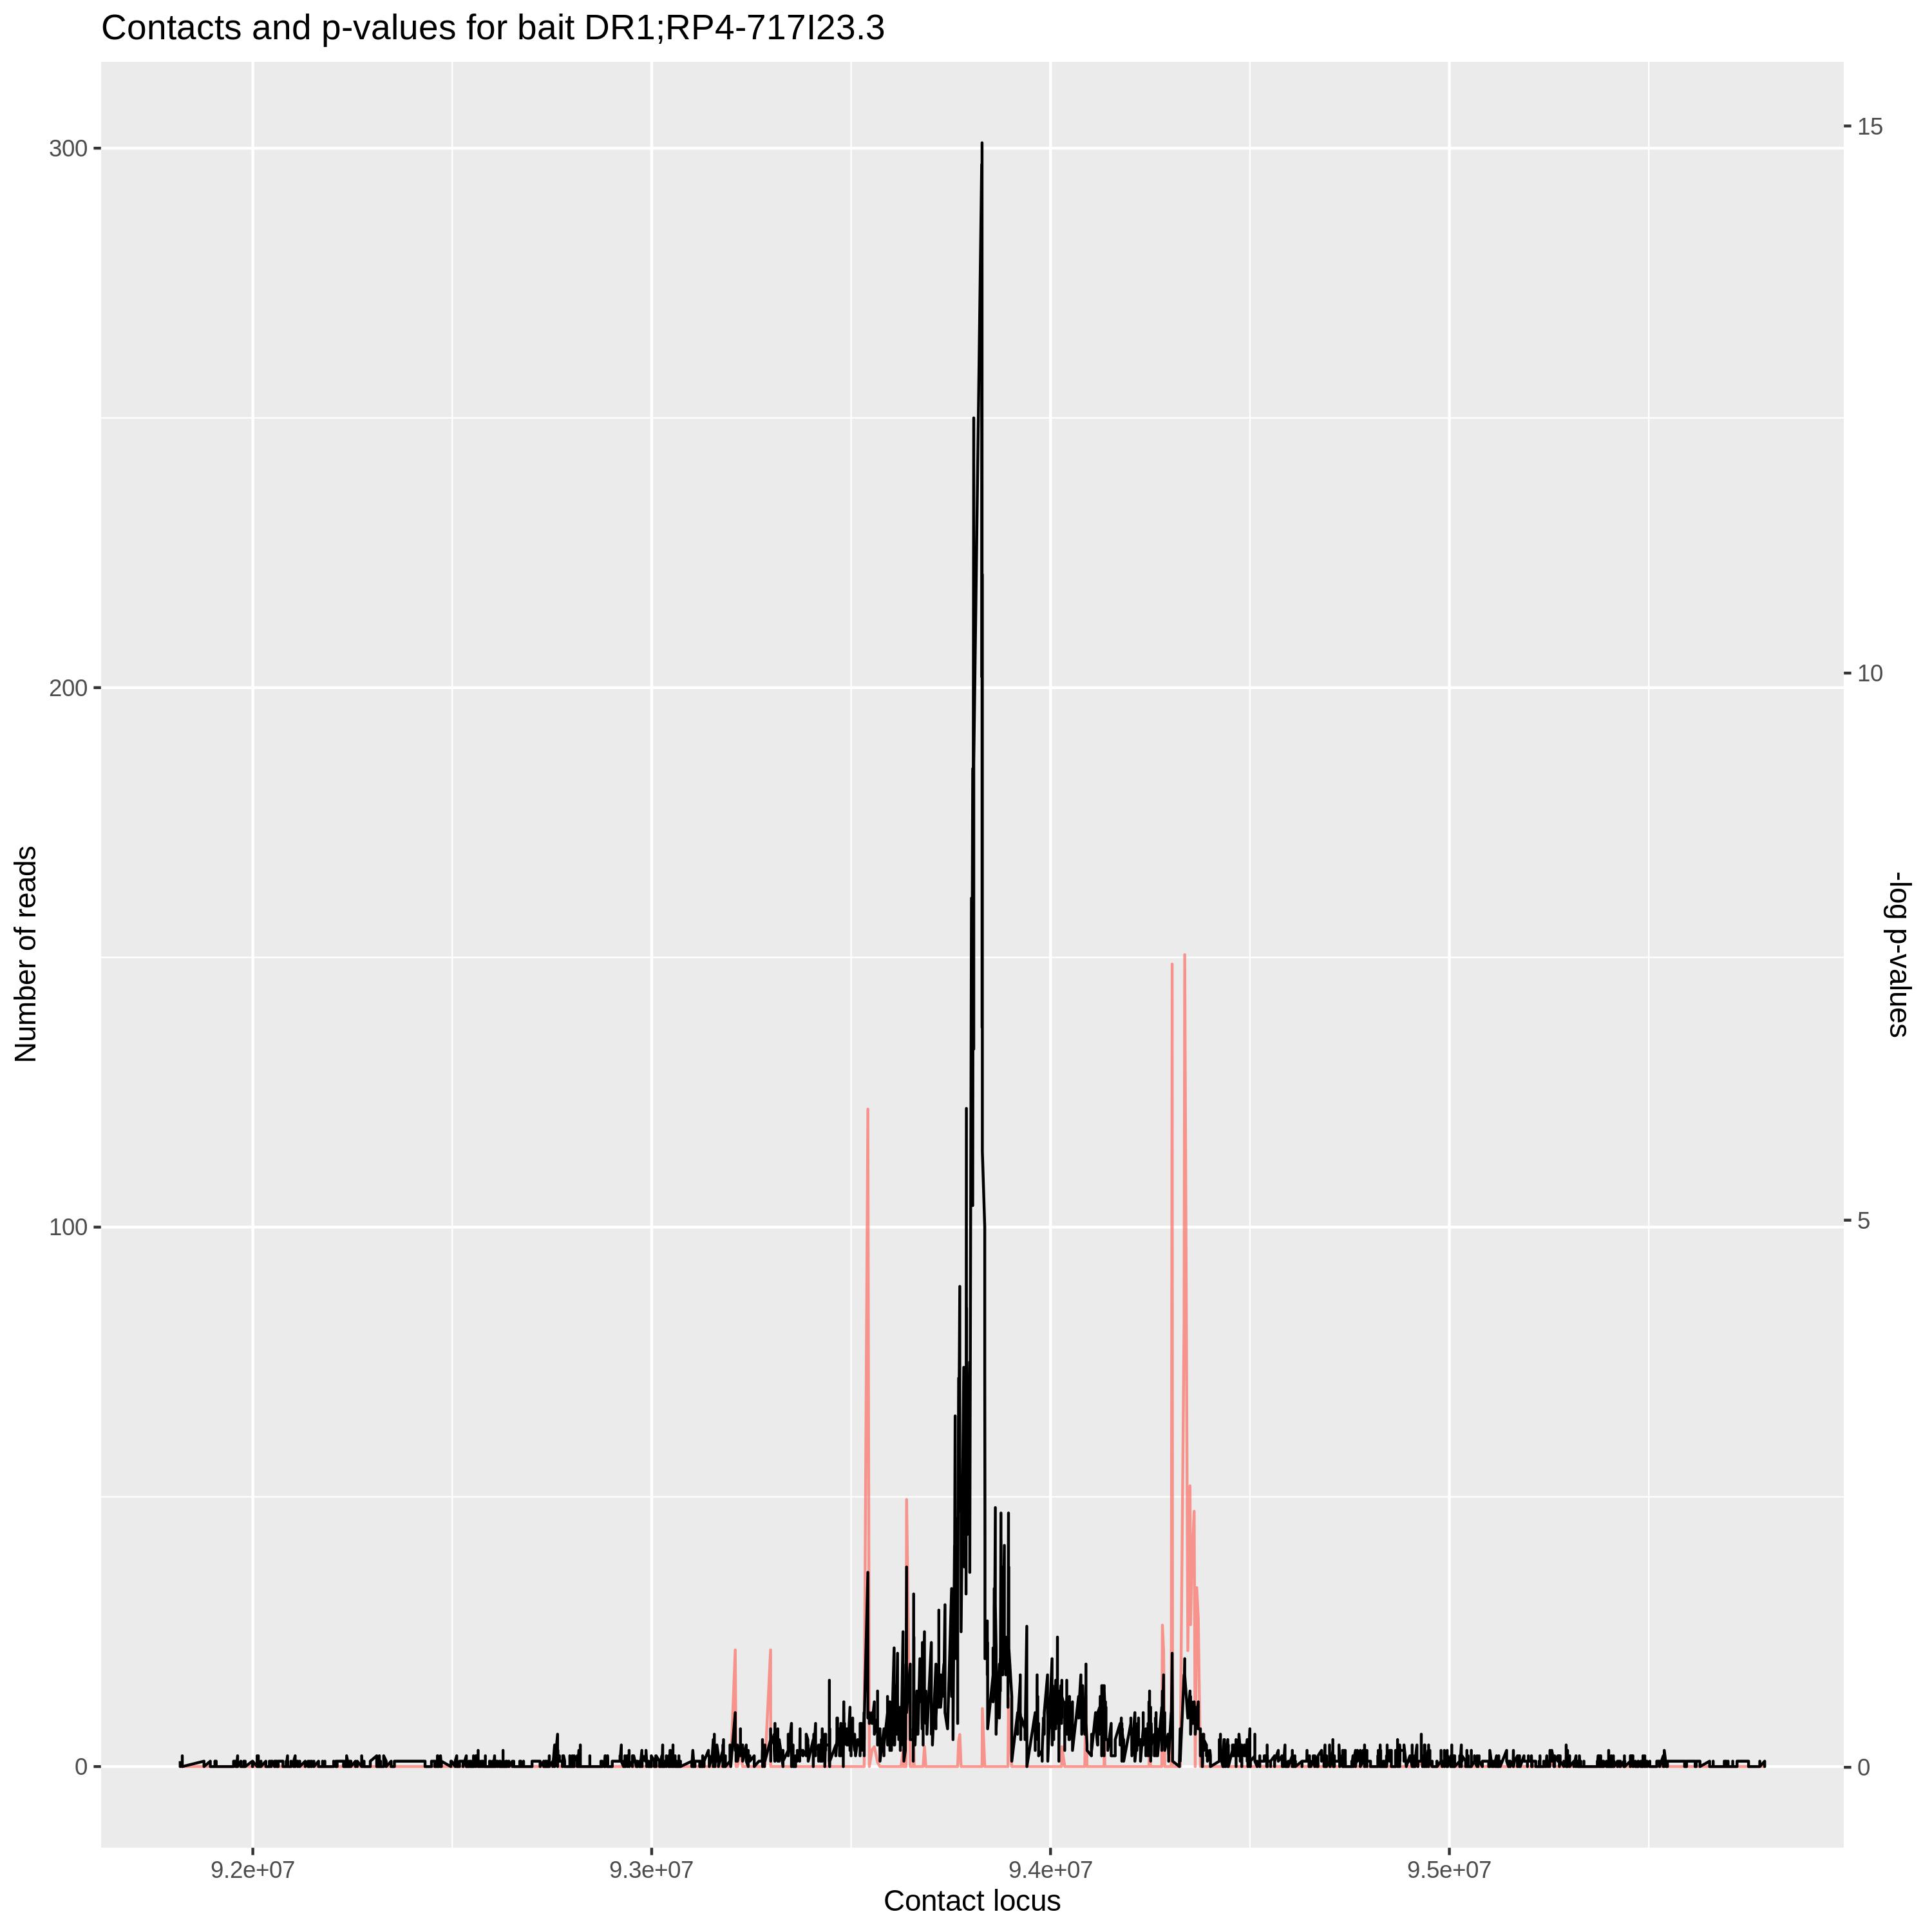 Contacts and p-values for bait DR1;RP4-717I23.3
300
200
100
0
Number of reads
15
10
5
0
-log p-values
9.2e+07
9.3e+07
9.4e+07
9.5e+07
Contact locus